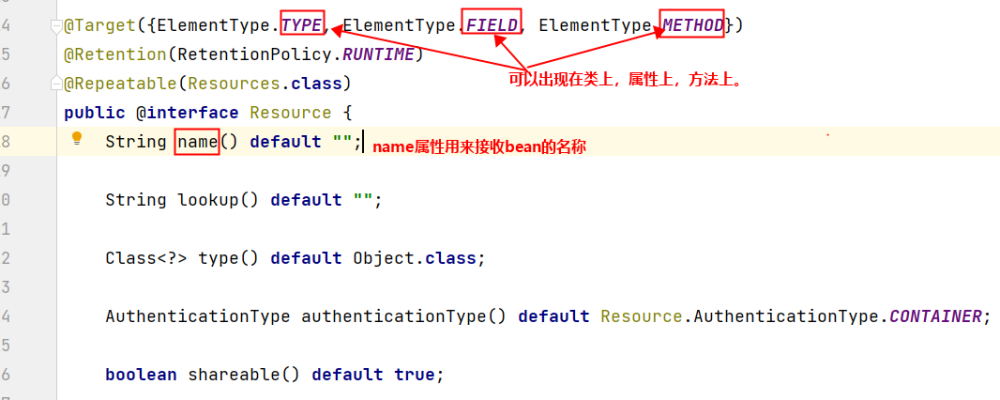 4 @Target({ElementType.TYPE, ElementType.FIELD, ElementType.METHOD})
5 @Retention(RetentionPolicy.RUNTIME)
可以出现在类上，属性上，方法上。
6 @Repeatable(Resources.class)
7 public @interface Resource {
8 String name() default ""; name属性用来接收bean的名称
9
0 String lookup() default "";
1
2 Class<?> type() default Object.class;
3
4 AuthenticationType authenticationType() default Resource.AuthenticationType.CONTAINER;
5
6 boolean shareable() default true;